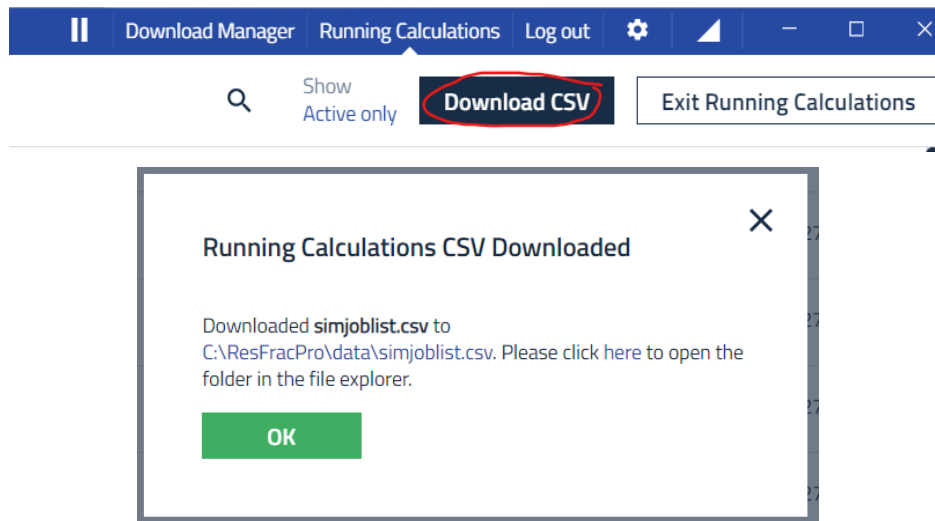 Download Manager Running Calculations Log out
Show
Active only
Download CSV
Exit Running Calculations
Running Calculations CSV Downloaded
Downloaded simjoblist.csv to
C:\ResFracPro\data\simjoblist.csv. Please click here to open the
folder in the file explorer.
OK